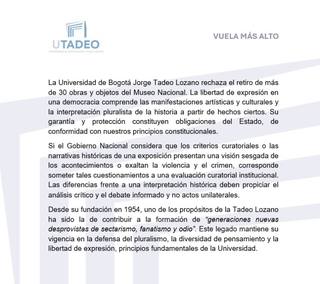 UTADEO
VUELA MÁS ALTO
La Universidad de Bogotá Jorge Tadeo Lozano rechaza el retiro de más
de 30 obras y objetos del Museo Nacional. La libertad de expresión en
una democracia comprende las manifestaciones artísticas y culturales y
la interpretación pluralista de la historia a partir de hechos ciertos. Su
garantía y protección constituyen obligaciones del Estado, de
conformidad con nuestros principios constitucionales.
Si el Gobierno Nacional considera que los criterios curatoriales o las
narrativas históricas de una exposición presentan una visión sesgada de
los acontecimientos o exaltan la violencia y el crimen, corresponde
someter tales cuestionamientos a una evaluación curatorial institucional.
Las diferencias frente a una interpretación histórica deben propiciar el
análisis crítico y el debate informado y no actos unilaterales.
Desde su fundación en 1954, uno de los propósitos de la Tadeo Lozano
ha sido la de contribuir a la formación de “generaciones nuevas
desprovistas de sectarismo, fanatismo y odio”. Este legado mantiene su
vigencia en la defensa del pluralismo, la diversidad de pensamiento y la
libertad de expresión, principios fundamentales de la Universidad.